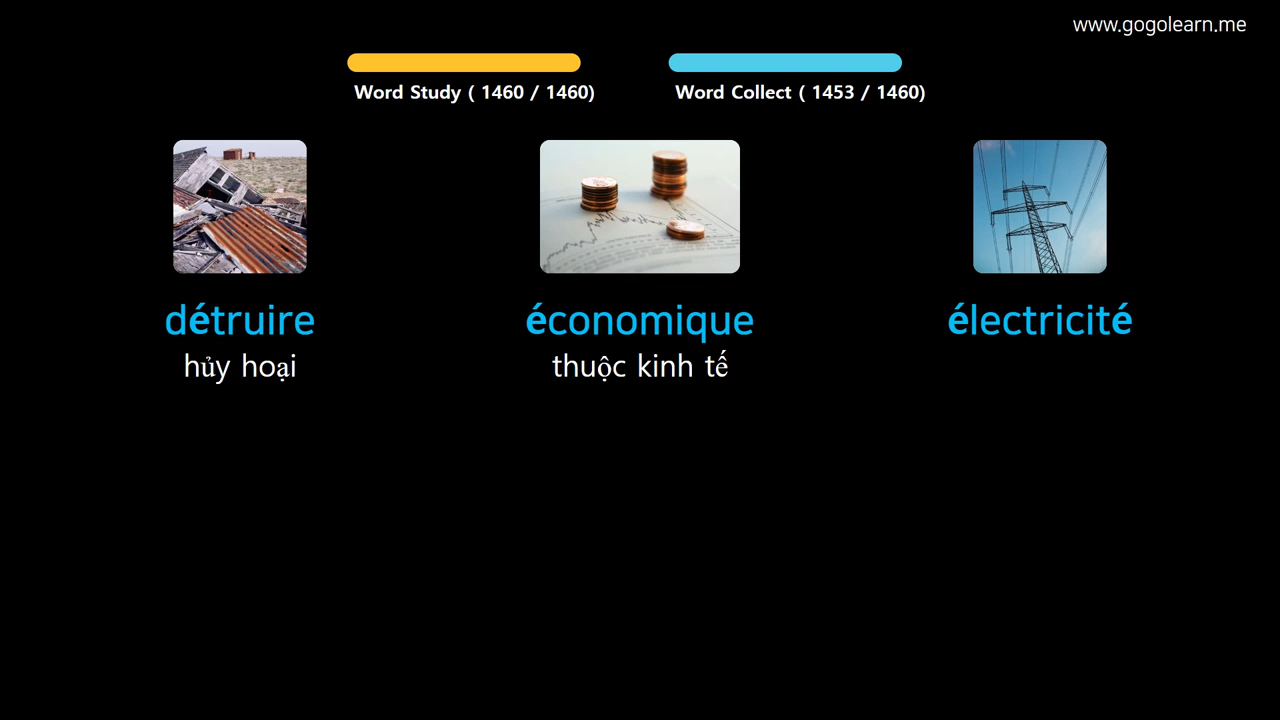 www.gogolearn.me
Word Study ( 1460 / 1460)
Word Collect ( 1453 / 1460)
détruire
hủy hoại
économique
thuộc kinh tế
électricité